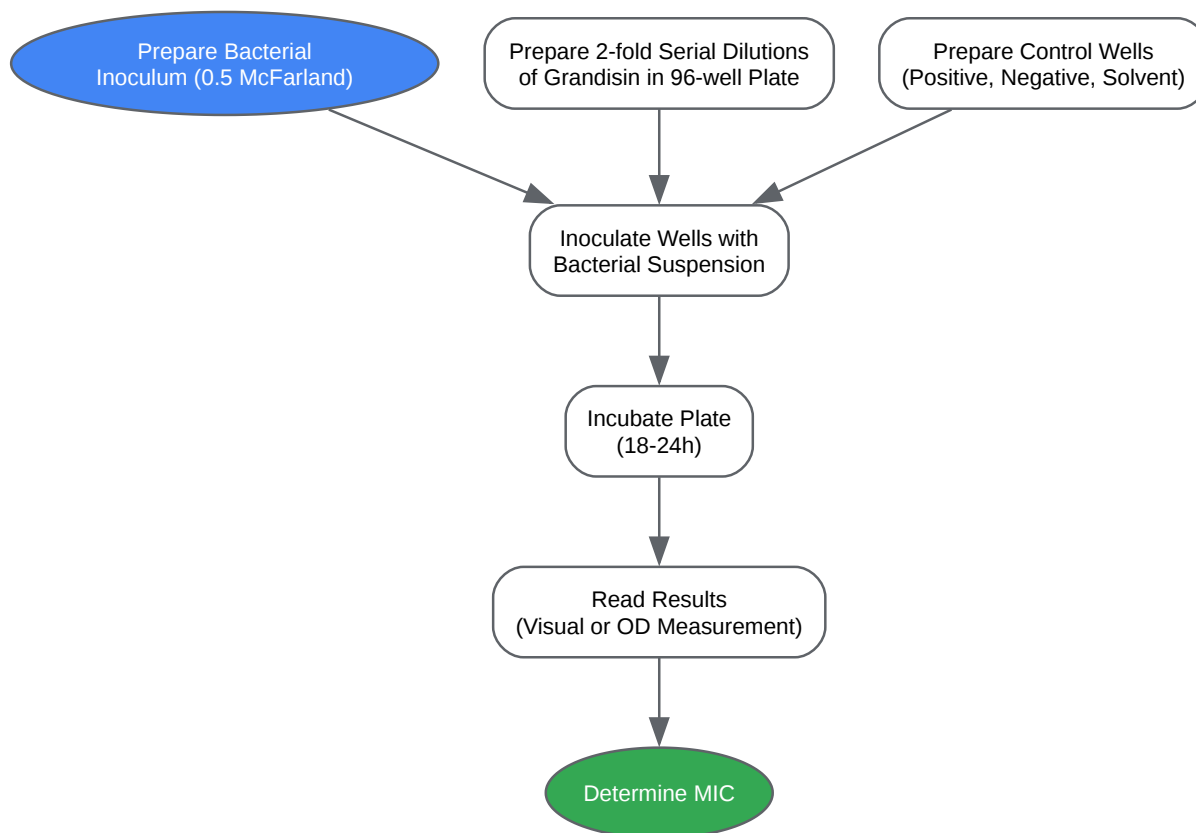 Prepare Bacterial
Inoculum (0.5 McFarland)
Prepare 2-fold Serial Dilutions
of Grandisin in 96-well Plate
Prepare Control Wells
(Positive, Negative, Solvent)
Inoculate Wells with
Bacterial Suspension
Incubate Plate
(18-24h)
Read Results
(Visual or OD Measurement)
Determine MIC